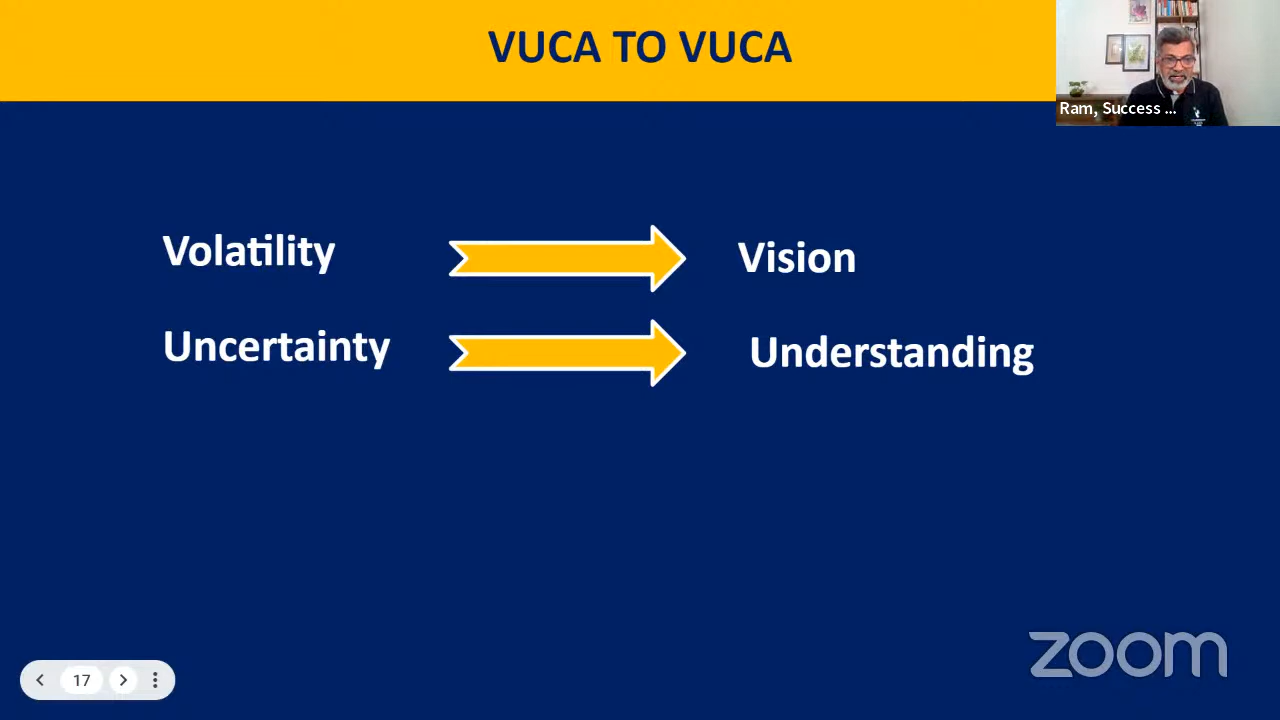 VUCA TO VUCA
Ram, Success ...
Volatility
Vision
Uncertainty
Understanding
17
zoom